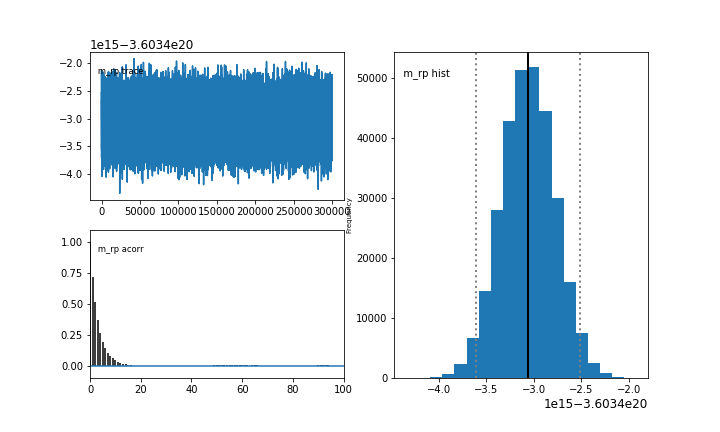 1e15−3.6034e20
−2.0
m_rp trace
−2.5
−3.0
−3.5
−4.0
0 50000 100000 150000 200000 250000 300000
1.00
m_rp acorr
0.75
0.50
0.25
0.00
0 20 40 60 80 100
Frequency
50000
m_rp hist
40000
30000
20000
10000
0
−4.0 −3.5 −3.0 −2.5 −2.0
1e15−3.6034e20